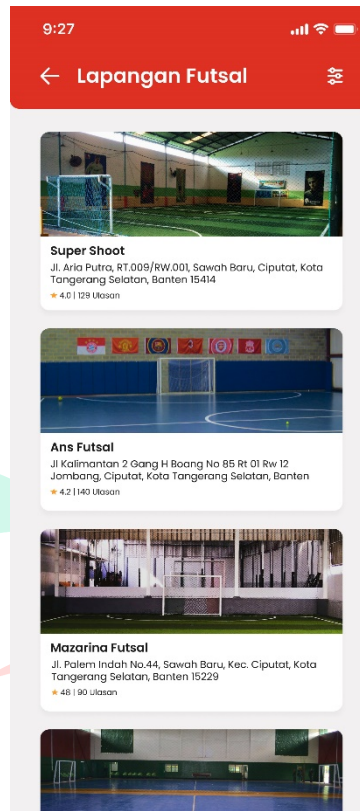 9:27
Lapangan Futsal
Super Shoot
Jl. Aria Putra, RT.009/RW.001, Sawah Baru, Ciputat, Kota
Tangerang Selatan, Banten 15414
4.0 | 129 Ulasan
Ans Futsal
Jl Kalimantan 2 Gang H Boang No 85 Rt 01 Rw 12
Jombang, Ciputat, Kota Tangerang Selatan, Banten
4.2 | 140 Ulasan
Mazarina Futsal
Jl. Palem Indah No.44, Sawah Baru, Kec. Ciputat, Kota
Tangerang Selatan, Banten 15229
48 | 90 Ulasan